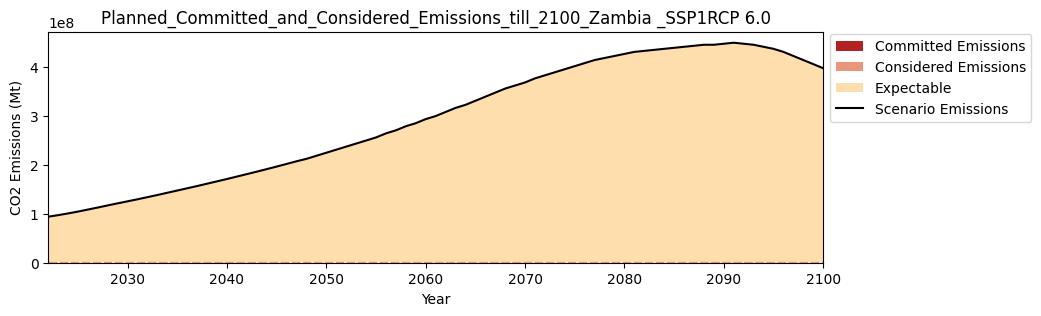 Planned_Committed_and_Considered_Emissions_till_2100_Zambia _SSP1RCP 6.0
1e8
CO2 Emissions (Mt)
4
3
2
1
0
2030 2040 2050 2060 2070 2080 2090 2100
Year
Committed Emissions
Considered Emissions
Expectable
Scenario Emissions